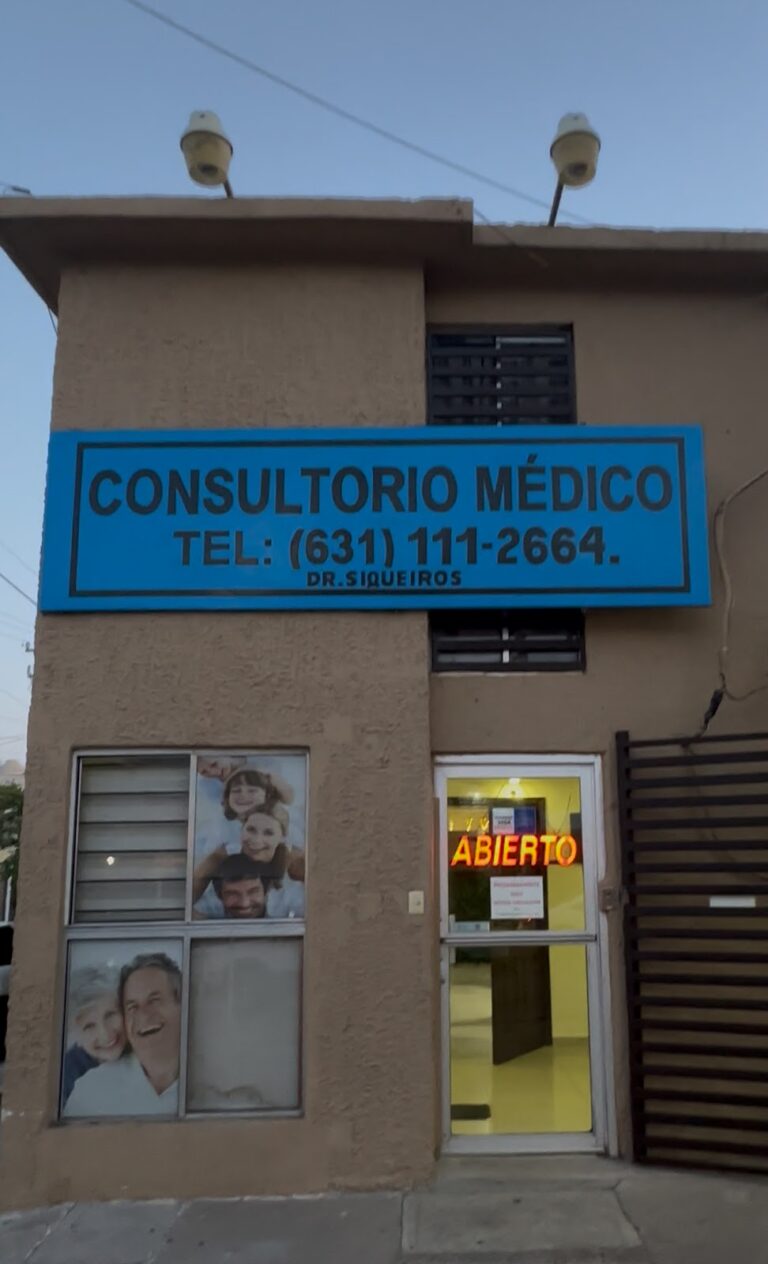 CONSULTORIO MÉDICO
TEL: (631) 111-2664.
DR. SIQUEIROS
ABIERTO